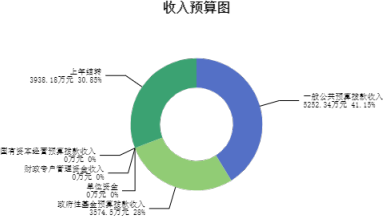 收入预算图
上年结转
3938.18万元 30.85%
一般公共预算拨款收入
5252.34万元 41.15%
国有资本经营预算拨款收入
0万元 0%
财政专户管理资金收入
0万元 0%
单位资金
0万元 0%
政府性基金预算拨款收入
3574.5万元 28%